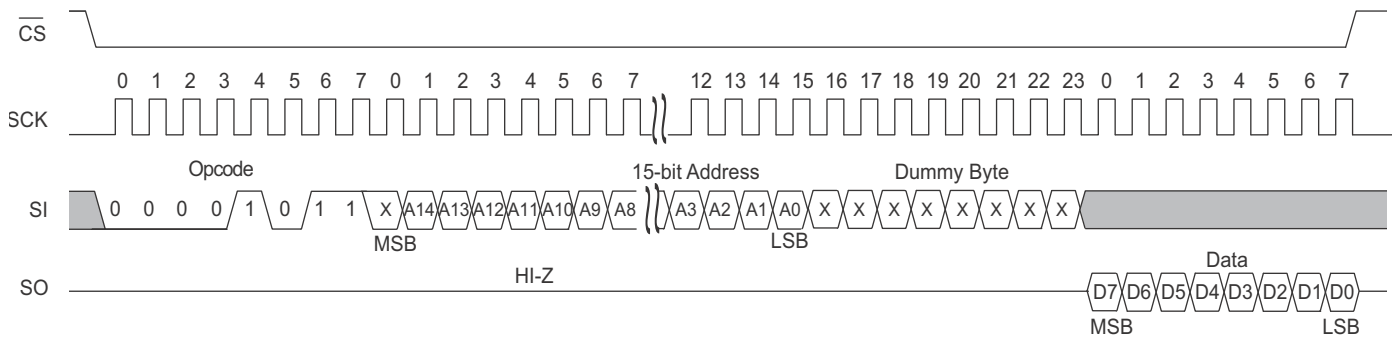 CS
0 1 2 3 4 5 6 7 0 1 2 3 4 5 6 7 12 13 14 15 16 17 18 19 20 21 22 23 0 1 2 3 4 5 6 7
SCK
Opcode 15-bit Address Dummy Byte
SI 0 0 0 0 1 0 1 1 X A14 A13 A12 A11 A10 A9 A8 A3 A2 A1 A0 X X X X X X X X
MSB LSB
HI-Z Data
SO D7 D6 D5 D4 D3 D2 D1 D0
MSB LSB